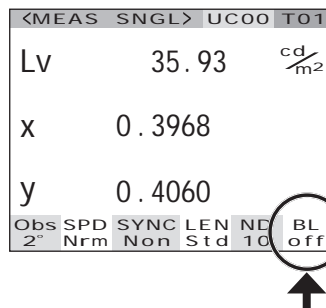 <MEAS SNGL> UC00 T01
Lv 35.93 cd/m2
x 0.3968
y 0.4060
Obs SPD SYNC LEN ND BL
2° Nrm Non Std 10 off